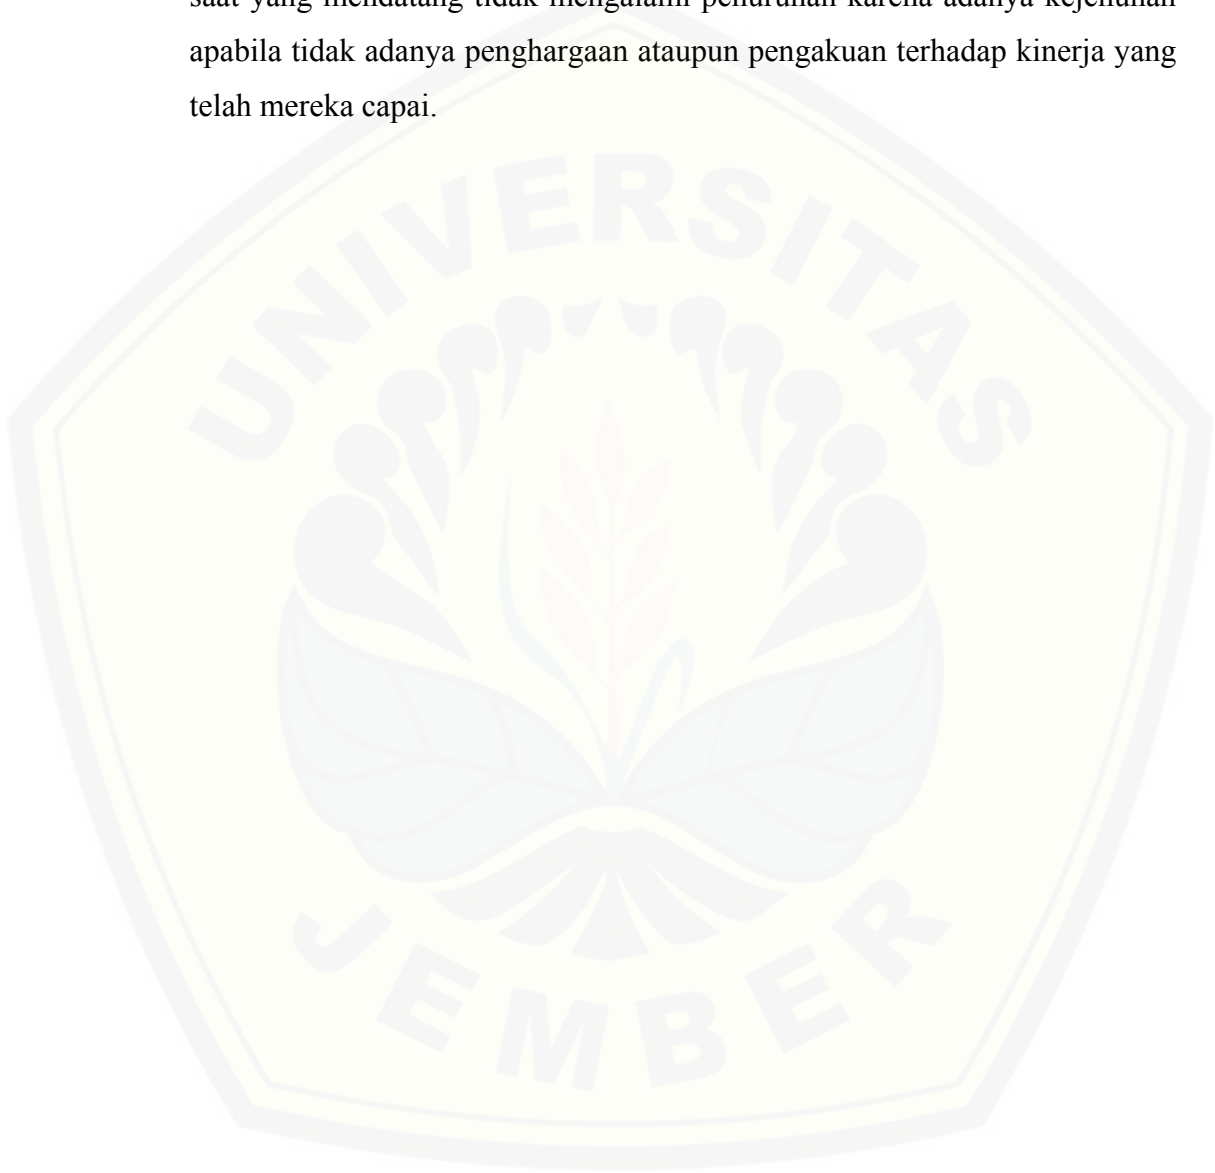 saat yang mendatang tidak mengalami penurunan karena adanya kejenuhan
apabila tidak adanya penghargaan ataupun pengakuan terhadap kinerja yang
telah mereka capai.
UNIVERSITAS
JEMBER